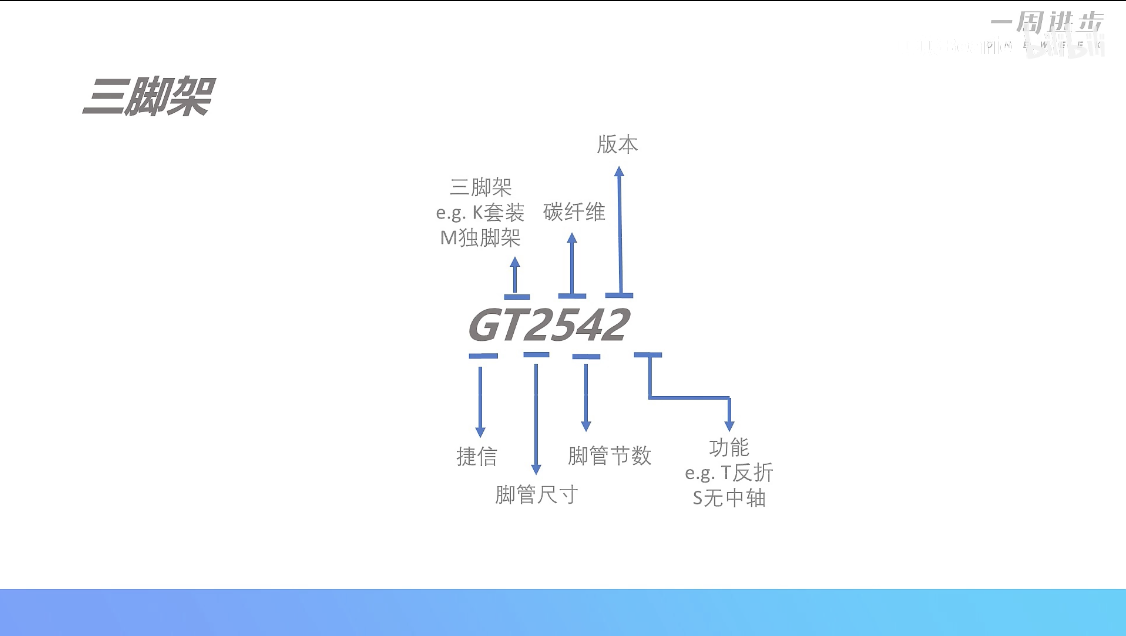 一周进步
三脚架
版本
三脚架
e.g. K套装
M独脚架
碳纤维
GT2542
捷信
脚管尺寸
脚管节数
功能
e.g. T反折
S无中轴